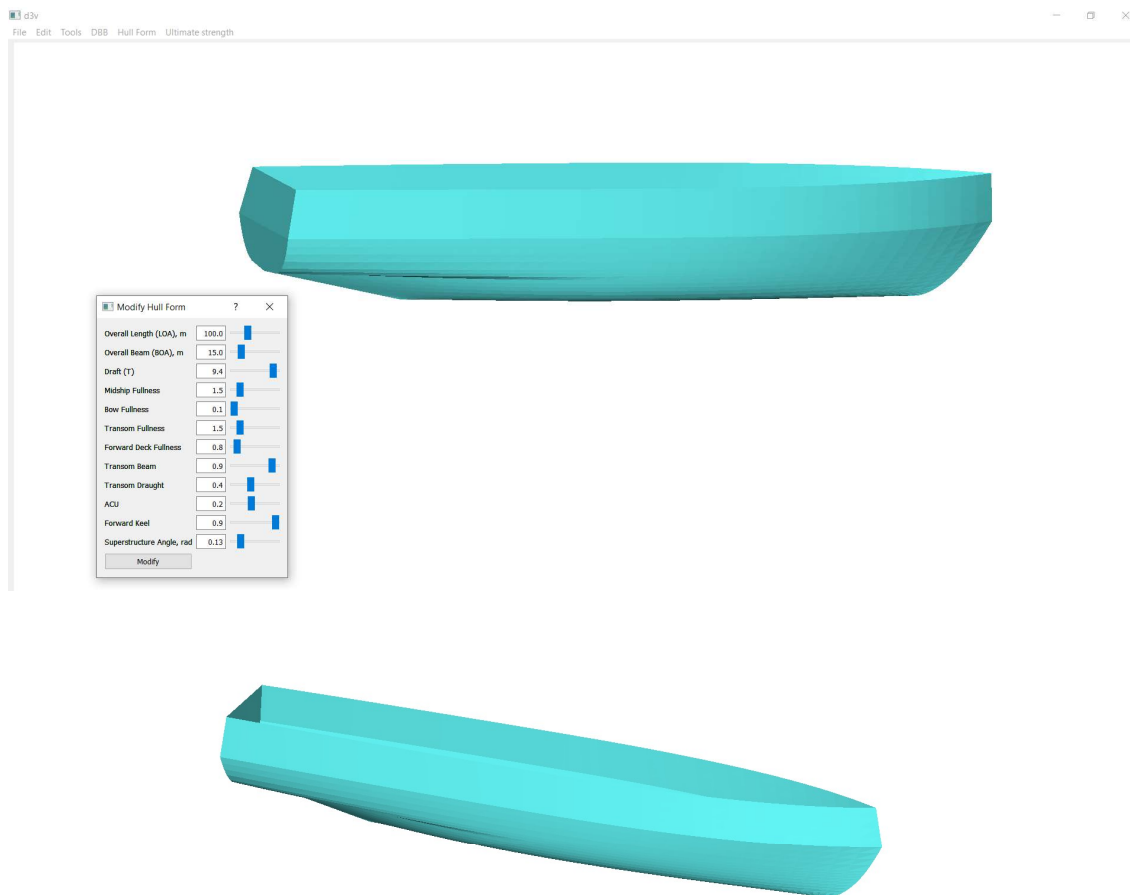 d3v
File Edit Tools DBB Hull Form Ultimate strength
Modify Hull Form ?
Overall Length (LOA), m 100.0
Overall Beam (BOA), m 15.0
Draft (T) 9.4
Midship Fullness 1.5
Bow Fullness 0.1
Transom Fullness 1.5
Forward Deck Fullness 0.8
Transom Beam 0.9
Transom Draught 0.4
ACU 0.2
Forward Keel 0.9
Superstructure Angle, rad 0.13
Modify